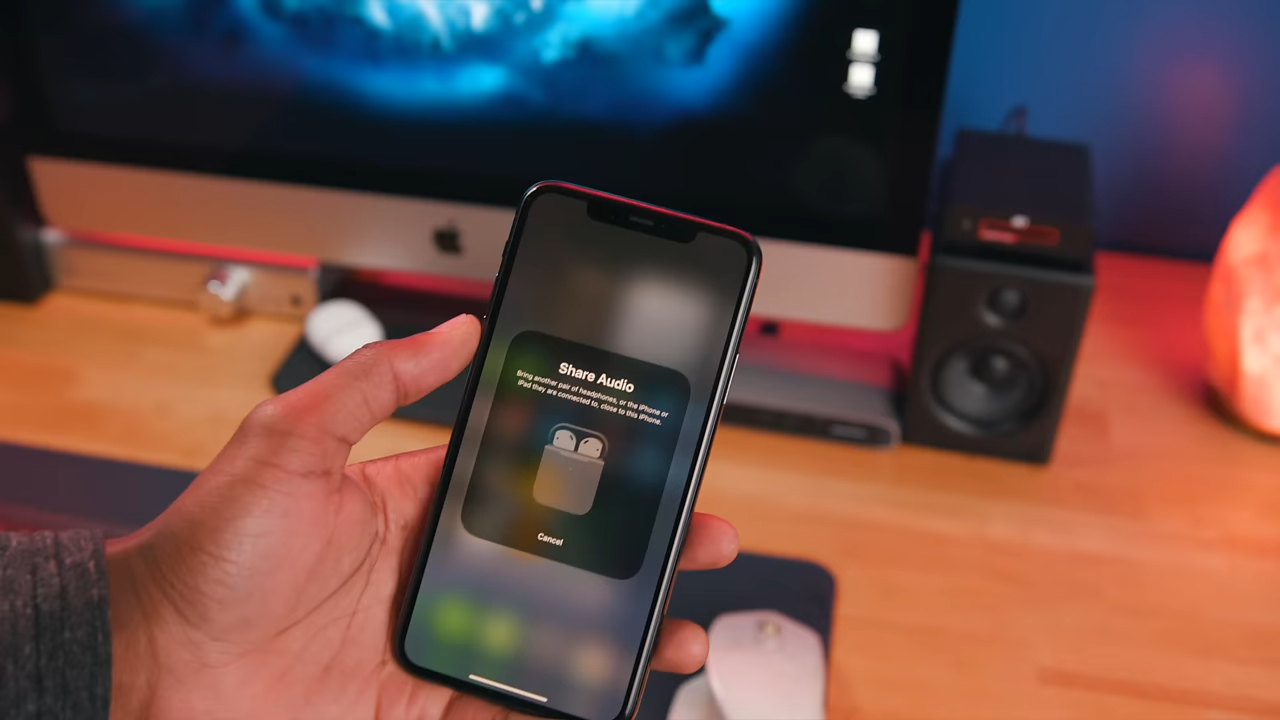 Share Audio
Bring another pair of headphones, or the iPhone or
iPad they are connected to, close to this iPhone.
Cancel